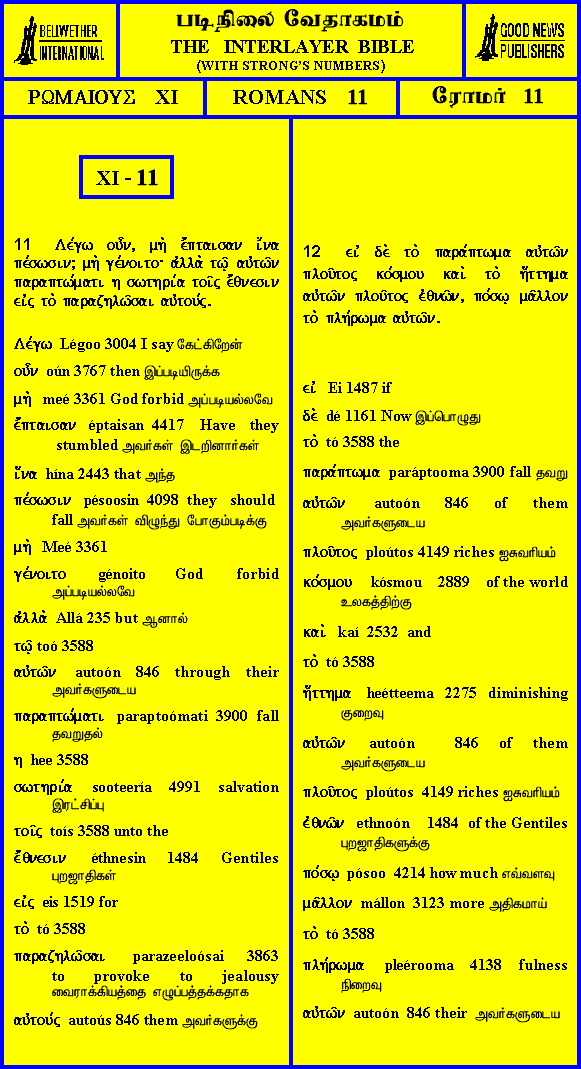 BELLWETHER
INTERNATIONAL
படிநிலை வேதாகமம்
THE INTERLAYER BIBLE
(WITH STRONG'S NUMBERS)
GOOD NEWS
PUBLISHERS
ΡΩΜΑΙΟΥΣ XI
ROMANS 11
ரோமர் 11
XI - 11
11 Λέγω οὖν, μὴ ἔπταισαν ἵνα
πέσωσιν; μὴ γένοιτο· ἀλλὰ τῷ αὐτῶν
παραπτώματι η σωτηρία τοῖς ἔθνεσιν
εἰς τὸ παραζηλῶσαι αὐτούς.
Λέγω Légoo 3004 I say கேட்கிறேன்
οὖν oún 3767 then இப்படியிருக்க
μὴ meé 3361 God forbid அப்படியல்லவே
ἔπταισαν éptaisan 4417 Have they
stumbled அவர்கள் இடறினார்கள்
ἵνα hína 2443 that அந்த
πέσωσιν pésoosin 4098 they should
fall அவர்கள் விழுந்து போகும்படிக்கு
μὴ Meé 3361
γένοιτο génoito God forbid
அப்படியல்லவே
ἀλλὰ Allá 235 but ஆனால்
τῷ toó 3588
αὐτῶν autoón 846 through their
அவர்களுடைய
παραπτώματι paraptoómati 3900 fall
தவறுதல்
η hee 3588
σωτηρία sooteería 4991 salvation
இரட்சிப்பு
τοῖς toís 3588 unto the
ἔθνεσιν éthnesin 1484 Gentiles
புறஜாதிகள்
εἰς eis 1519 for
τὸ tó 3588
παραζηλῶσαι parazeeloósai 3863
to provoke to jealousy
வைராக்கியத்தை எழுப்பத்தக்கதாக
αὐτούς autoús 846 them அவர்களுக்கு
12 εἰ δὲ τὸ παράπτωμα αὐτῶν
πλοῦτος κόσμου καὶ τὸ ἥττημα
αὐτῶν πλοῦτος ἐθνῶν, πόσῳ μᾶλλον
τὸ πλήρωμα αὐτῶν.
εἰ Ei 1487 if
δὲ dé 1161 Now இப்பொழுது
τὸ tó 3588 the
παράπτωμα paráptooma 3900 fall தவறு
αὐτῶν autoón 846 of them
அவர்களுடைய
πλοῦτος ploútos 4149 riches ஐசுவரியம்
κόσμου kósmou 2889 of the world
உலகத்திற்கு
καὶ kaí 2532 and
τὸ tó 3588
ἥττημα heétteema 2275 diminishing
குறைவு
αὐτῶν autoón 846 of them
அவர்களுடைய
πλοῦτος ploútos 4149 riches ஐசுவரியம்
ἐθνῶν ethnoón 1484 of the Gentiles
புறஜாதிகளுக்கு
πόσῳ pósoo 4214 how much எவ்வளவு
μᾶλλον mállon 3123 more அதிகமாய்
τὸ tó 3588
πλήρωμα pleérooma 4138 fulness
நிறைவு
αὐτῶν autoón 846 their அவர்களுடைய